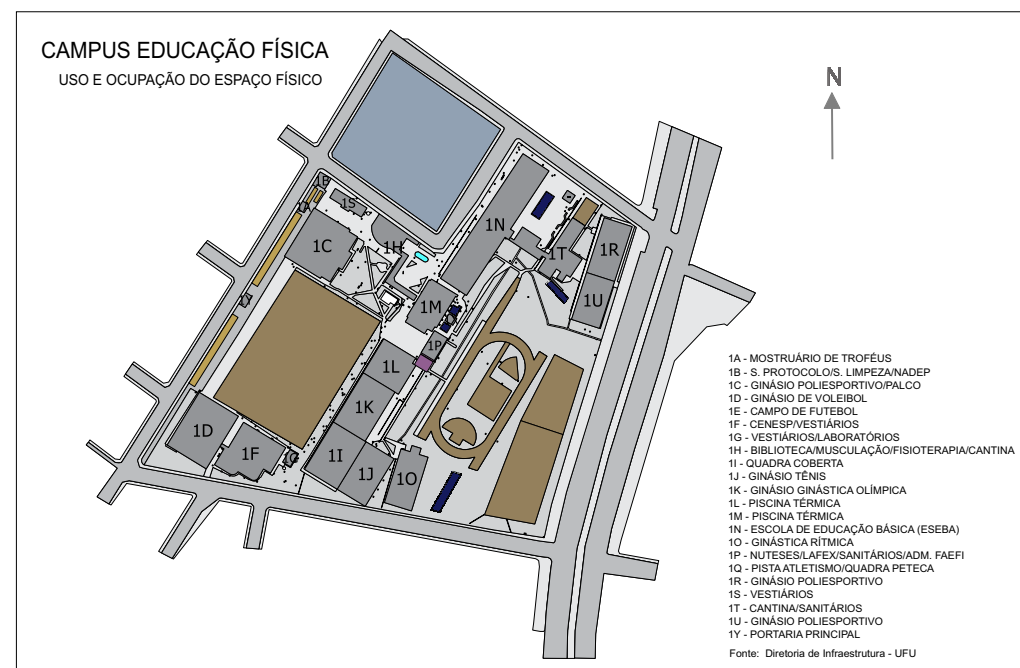 CAMPUS EDUCAÇÃO FÍSICA
USO E OCUPAÇÃO DO ESPAÇO FÍSICO
N
1B
1A
1S
1C
1H
1N
1T
1R
1U
1Y
1M
1P
1L
1K
1D
1F
1I
1J
1O
1A - MOSTRUÁRIO DE TROFÉUS
1B - S. PROTOCOLO/S. LIMPEZA/NADEP
1C - GINÁSIO POLIESPORTIVO/PALCO
1D - GINÁSIO DE VOLEIBOL
1E - CAMPO DE FUTEBOL
1F - CENESP/VESTIÁRIOS
1G - VESTIÁRIOS/LABORATÓRIOS
1H - BIBLIOTECA/MUSCULAÇÃO/FISIOTERAPIA/CANTINA
1I - QUADRA COBERTA
1J - GINÁSIO TÊNIS
1K - GINÁSIO GINÁSTICA OLÍMPICA
1L - PISCINA TÉRMICA
1M - PISCINA TÉRMICA
1N - ESCOLA DE EDUCAÇÃO BÁSICA (ESEBA)
1O - GINÁSTICA RÍTMICA
1P - NUTESES/LAFEX/SANITÁRIOS/ADM. FAEFI
1Q - PISTA ATLETISMO/QUADRA PETECA
1R - GINÁSIO POLIESPORTIVO
1S - VESTIÁRIOS
1T - CANTINA/SANITÁRIOS
1U - GINÁSIO POLIESPORTIVO
1Y - PORTARIA PRINCIPAL
Fonte: Diretoria de Infraestrutura - UFU